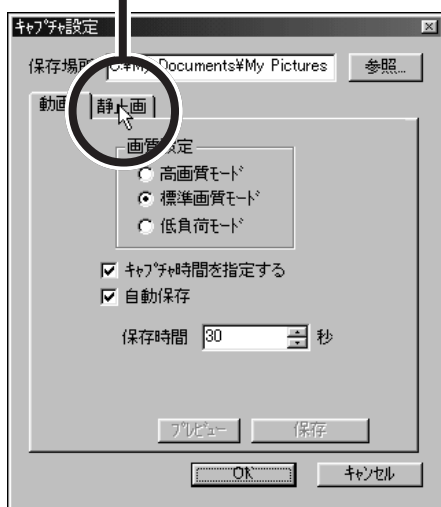 ｷｬﾌﾟﾁｬ設定
保存場所 C:¥My Documents¥My Pictures 参照...
動画 静止画
画質設定
高画質ﾓｰﾄﾞ
標準画質ﾓｰﾄﾞ
低負荷ﾓｰﾄﾞ
ｷｬﾌﾟﾁｬ時間を指定する
自動保存
保存時間 30 秒
ﾌﾟﾚﾋﾞｭｰ 保存
OK ｷｬﾝｾﾙ